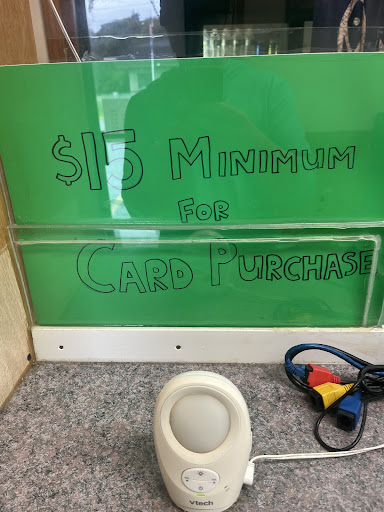 $15 MINIMUM
FOR
CARD PURCHASE
vtech